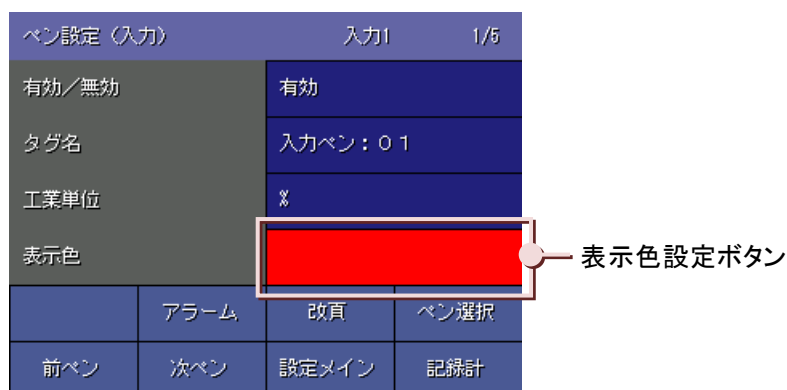 ペン設定（入力） 入力1 1/5
有効／無効 有効
タグ名 入力ペン：０１
工業単位 %
表示色
表示色設定ボタン
アラーム 改頁 ペン選択
前ペン 次ペン 設定メイン 記録計